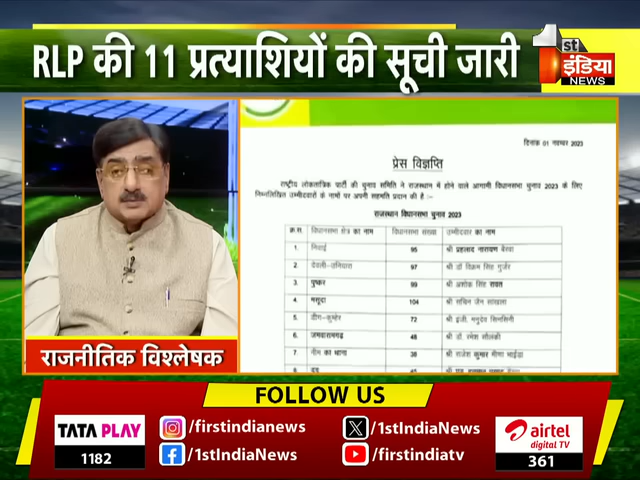 RLP की 11 प्रत्याशियों की सूची जारी
1st
इंडिया
NEWS
दिनांक 01 नवम्बर 2023
प्रेस विज्ञप्ति
राष्ट्रीय लोकतांत्रिक पार्टी की चुनाव समिति ने राजस्थान में होने वाले आगामी विधानसभा चुनाव 2023 के लिए
निम्नलिखित उम्मीदवारों के नामों पर अपनी सहमति प्रदान की है :-
राजस्थान विधानसभा चुनाव 2023
क्र.स. विधानसभा क्षेत्र का नाम विधानसभा संख्या उम्मीदवार का नाम
1. निवाई 95 श्री प्रहलाद नारायण बैरवा
2. देवली-उनियारा 97 श्री डॉ विक्रम सिंह गुर्जर
3. पुष्कर 99 श्री अशोक सिंह रावत
4. मसूदा 104 श्री सचिन जैन सांखला
5. डीग-कुम्हेर 72 श्री इंजी. मनुदेव सिनसिनी
6. जमवारामगढ़ 48 श्री डॉ रमेश सौलंकी
7. नीम का थाना 38 श्री राजेश कुमार मीणा भाईडा
राजनीतिक विश्लेषक
FOLLOW US
TATA PLAY
1182
/firstindianews
/1stIndiaNews
/1stIndiaNews
/firstindiatv
airtel
digital TV
361